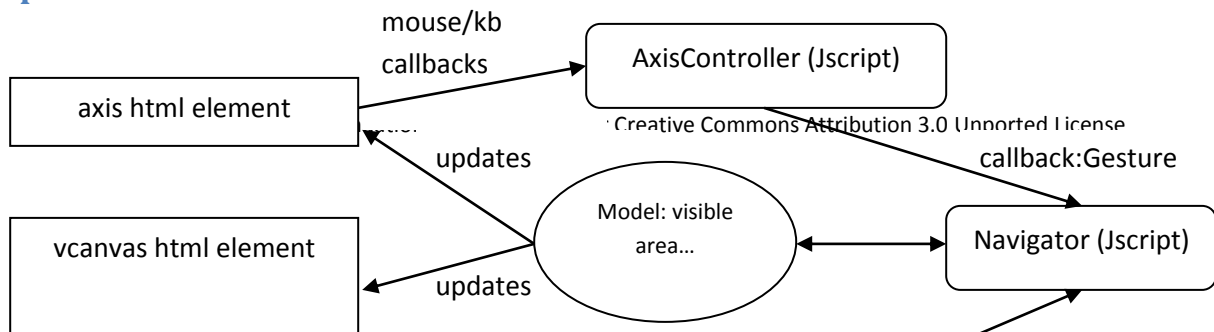 mouse/kb
callbacks
AxisController (Jscript)
axis html element
Creative Commons Attribution 3.0 Unported License
updates
callback:Gesture
Model: visible
area…
Navigator (Jscript)
vcanvas html element
updates